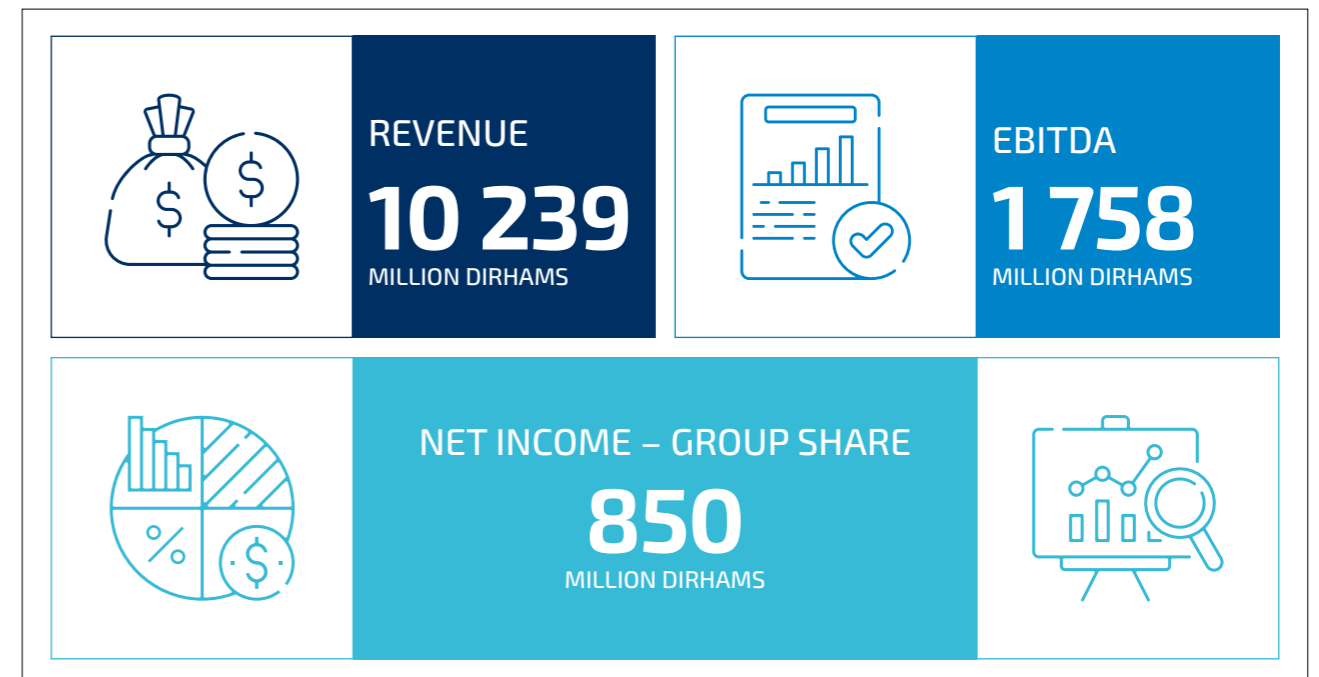 REVENUE
10 239
MILLION DIRHAMS
EBITDA
1 758
MILLION DIRHAMS
NET INCOME – GROUP SHARE
850
MILLION DIRHAMS